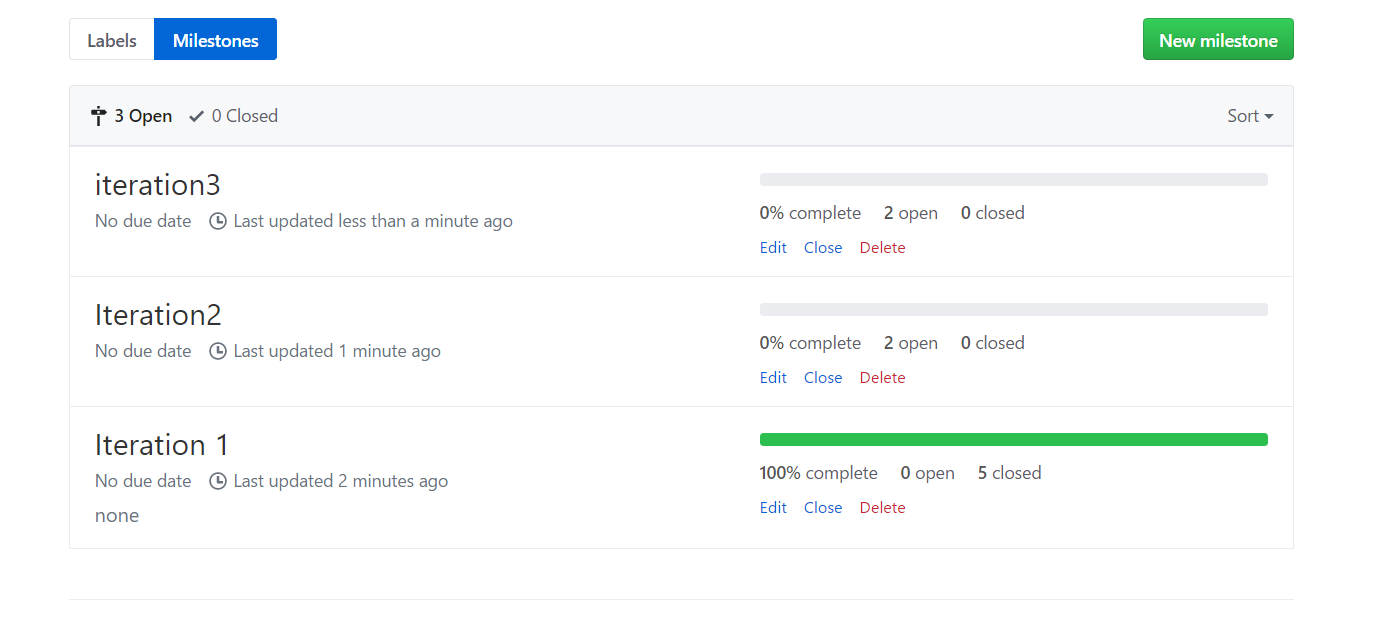 Labels Milestones New milestone
3 Open 0 Closed Sort
iteration3
No due date Last updated less than a minute ago
0% complete 2 open 0 closed
Edit Close Delete
Iteration2
No due date Last updated 1 minute ago
0% complete 2 open 0 closed
Edit Close Delete
Iteration 1
No due date Last updated 2 minutes ago
none
100% complete 0 open 5 closed
Edit Close Delete